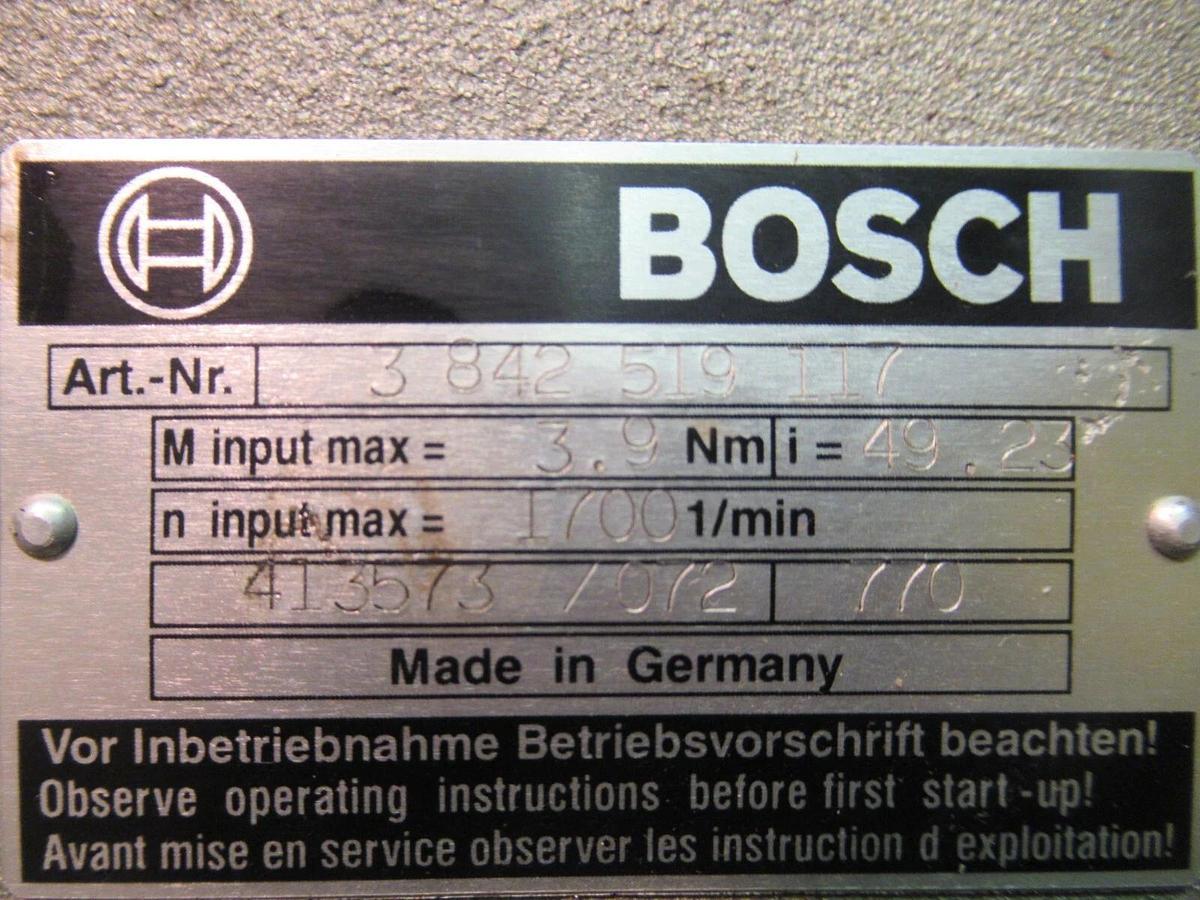 BOSCH
Art.-Nr. 3 842 519 117
M input max = 3.9 Nm i = 49.23
n input max = 1700 1/min
413573 /072 770
Made in Germany
Vor Inbetriebnahme Betriebsvorschrift beachten!
Observe operating instructions before first start-up!
Avant mise en service observer les instruction d exploitation!